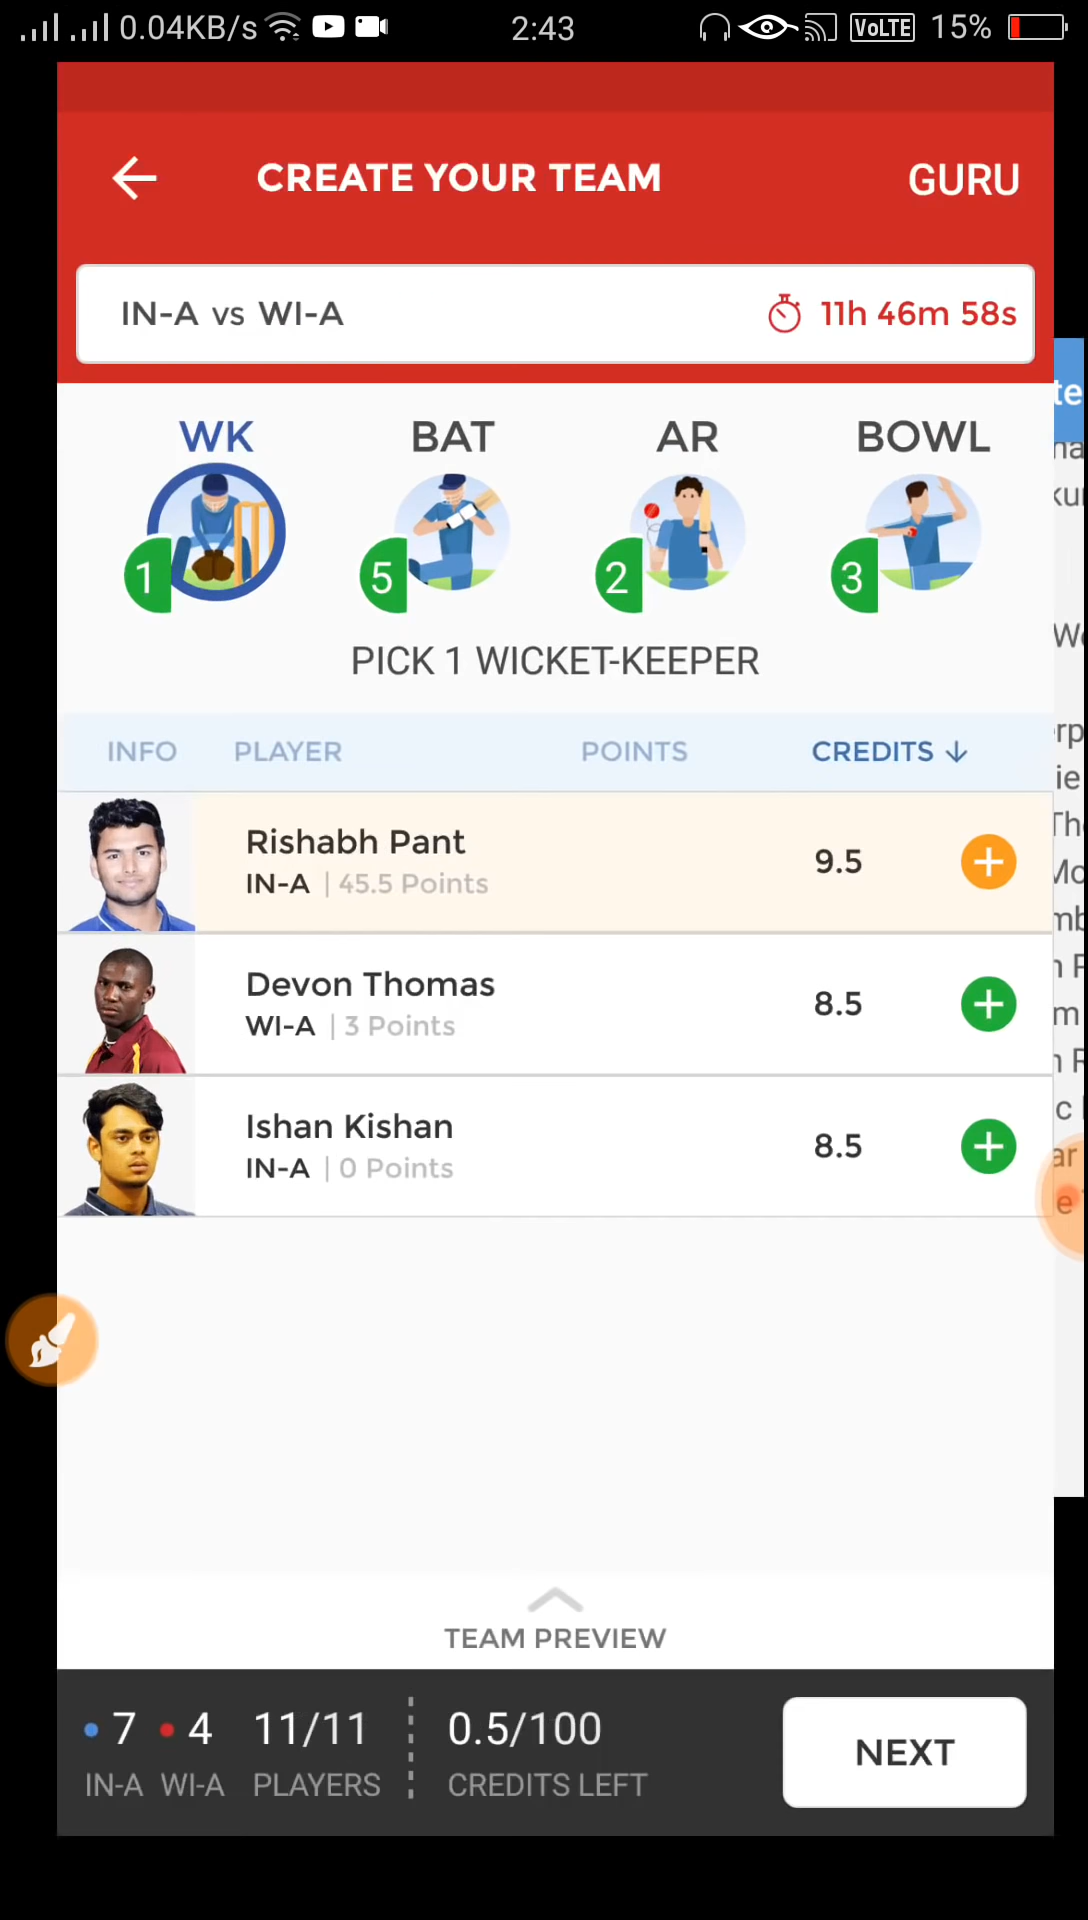 0.04KB/s 2:43 VoLTE 15%
CREATE YOUR TEAM GURU
IN-A vs WI-A 11h 46m 58s
WK BAT AR BOWL
1 5 2 3
PICK 1 WICKET-KEEPER
INFO PLAYER POINTS CREDITS
Rishabh Pant
IN-A | 45.5 Points 9.5
Devon Thomas
WI-A | 3 Points 8.5
Ishan Kishan
IN-A | 0 Points 8.5
TEAM PREVIEW
7 4 11/11 0.5/100
IN-A WI-A PLAYERS CREDITS LEFT
NEXT